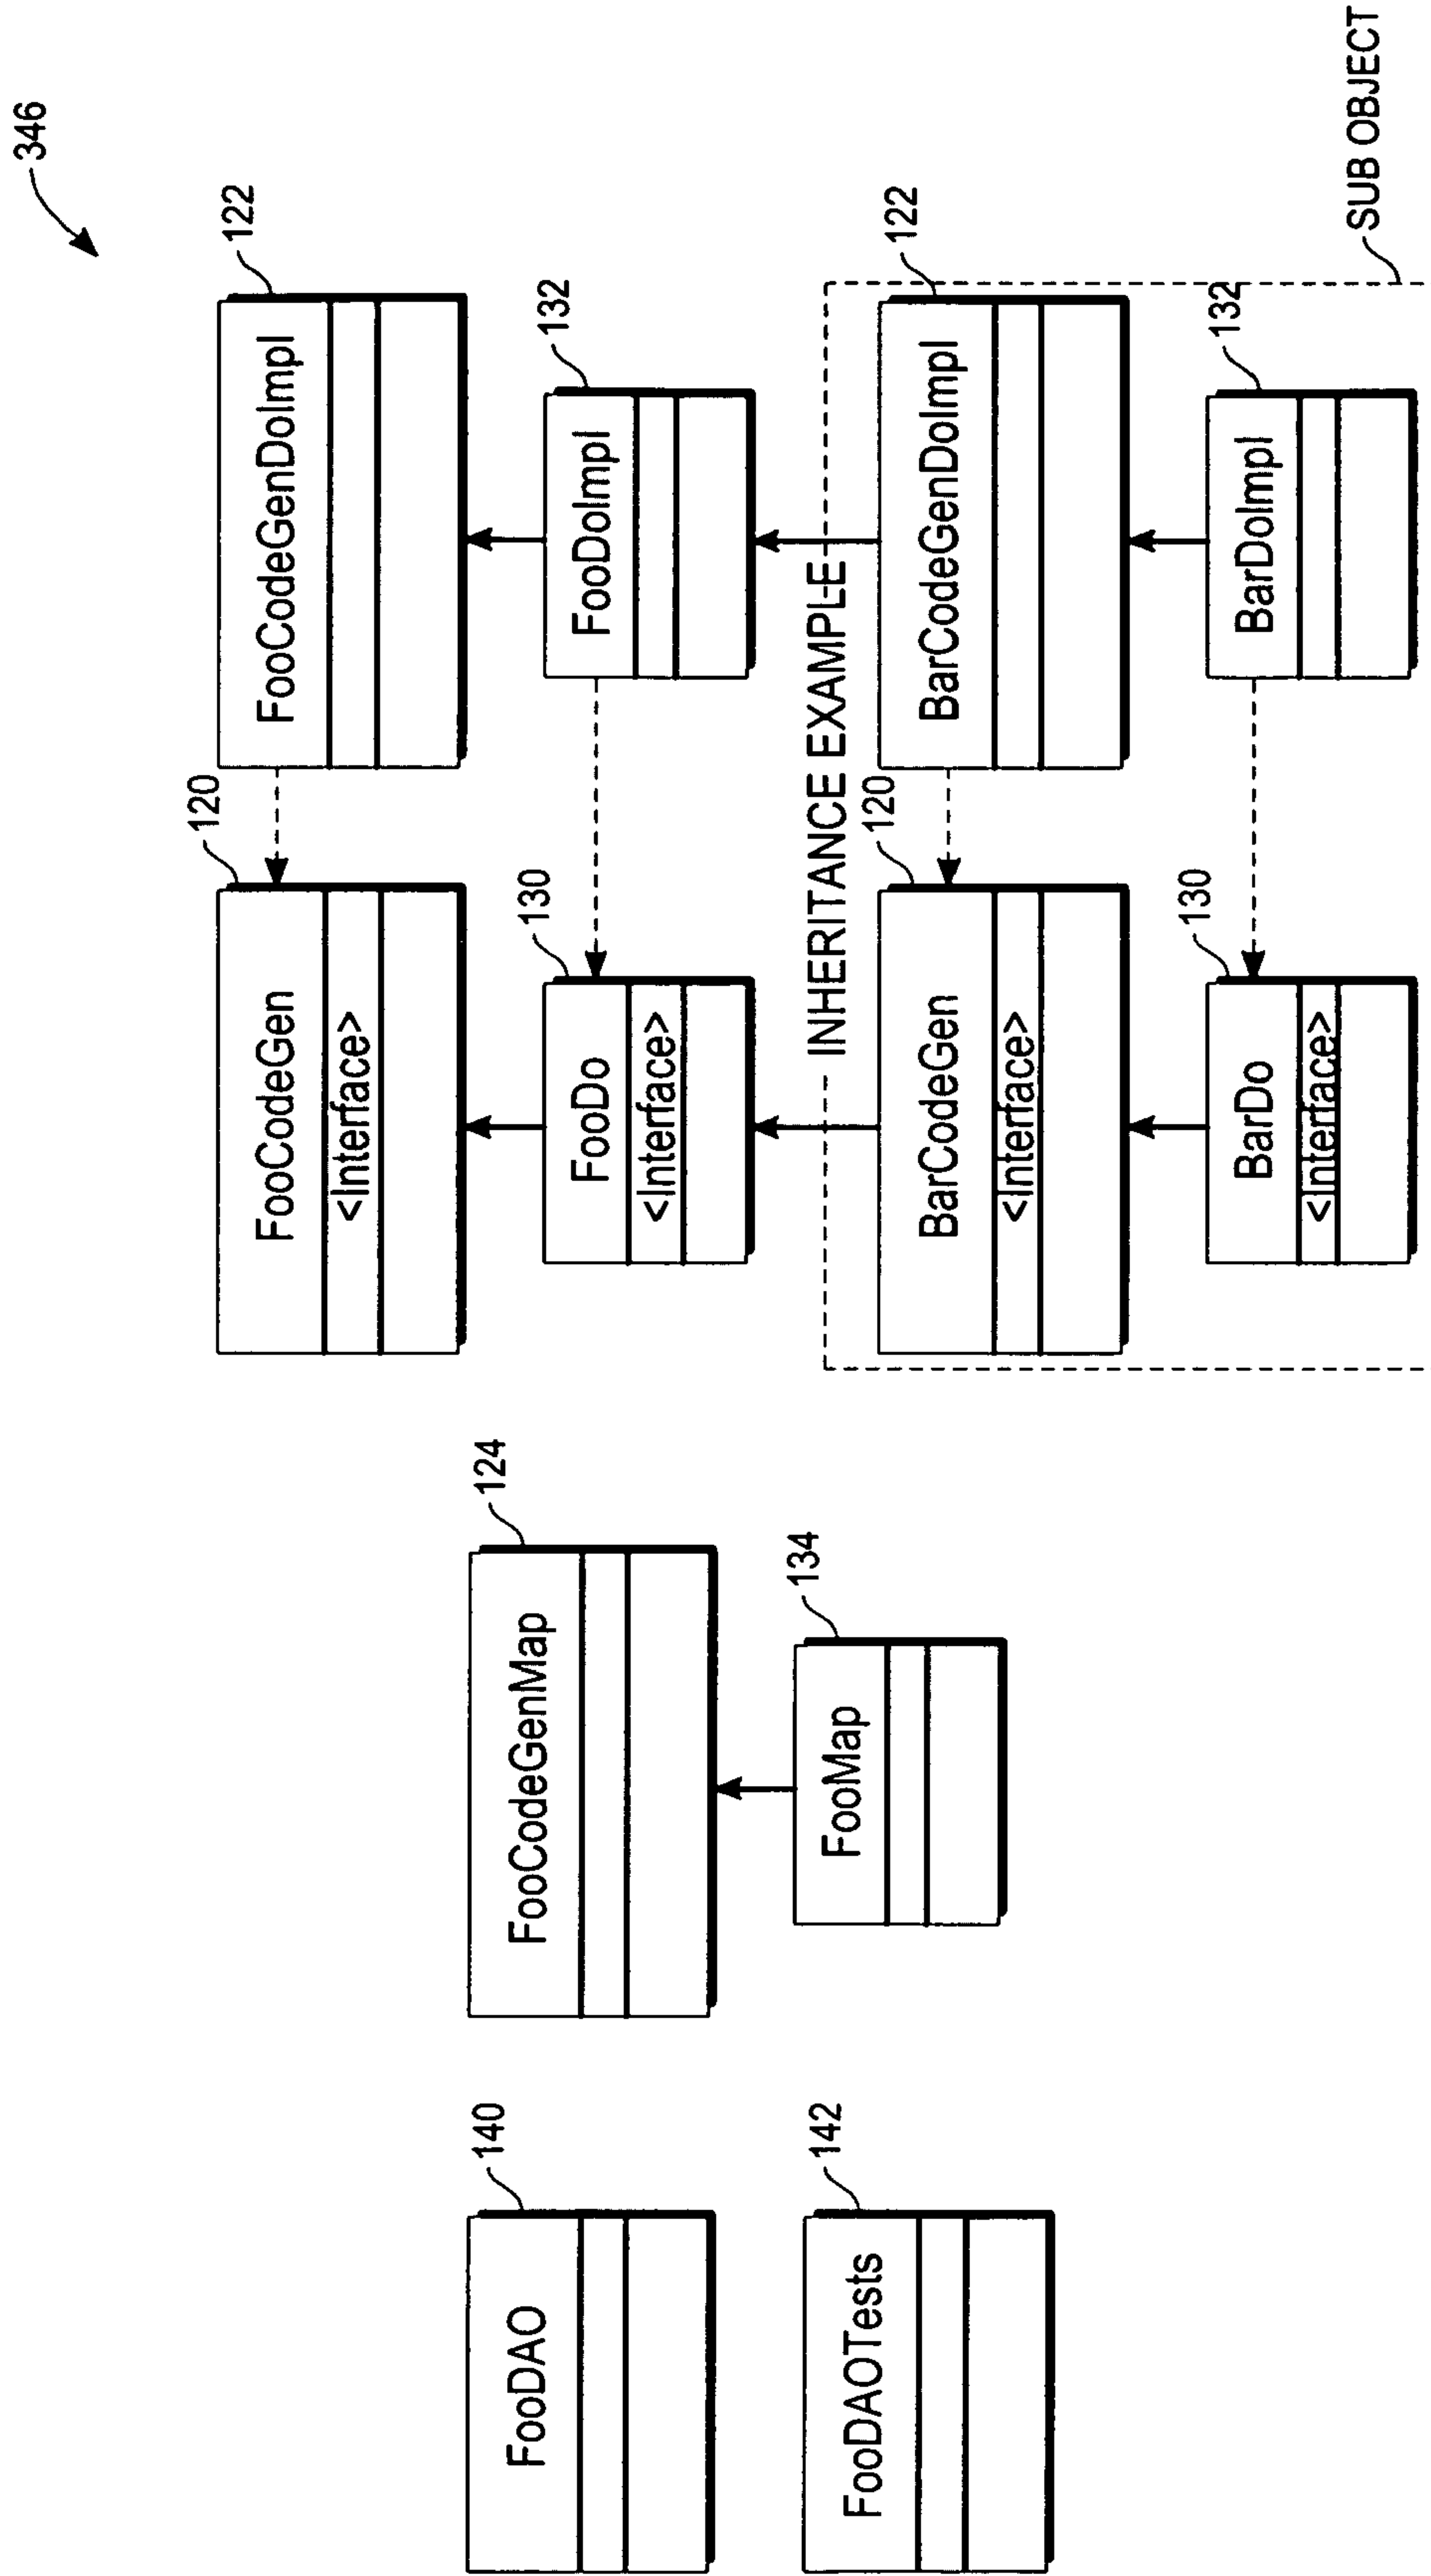 346
FooCodeGen
<Interface>
120
FooCodeGenDoImpl
122
FooDAO
140
FooCodeGenMap
124
FooDo
<Interface>
130
FooDoImpl
132
FooDAOTests
142
FooMap
134
INHERITANCE EXAMPLE
BarCodeGen
<Interface>
120
BarCodeGenDoImpl
122
BarDo
<Interface>
130
BarDoImpl
132
SUB OBJECT